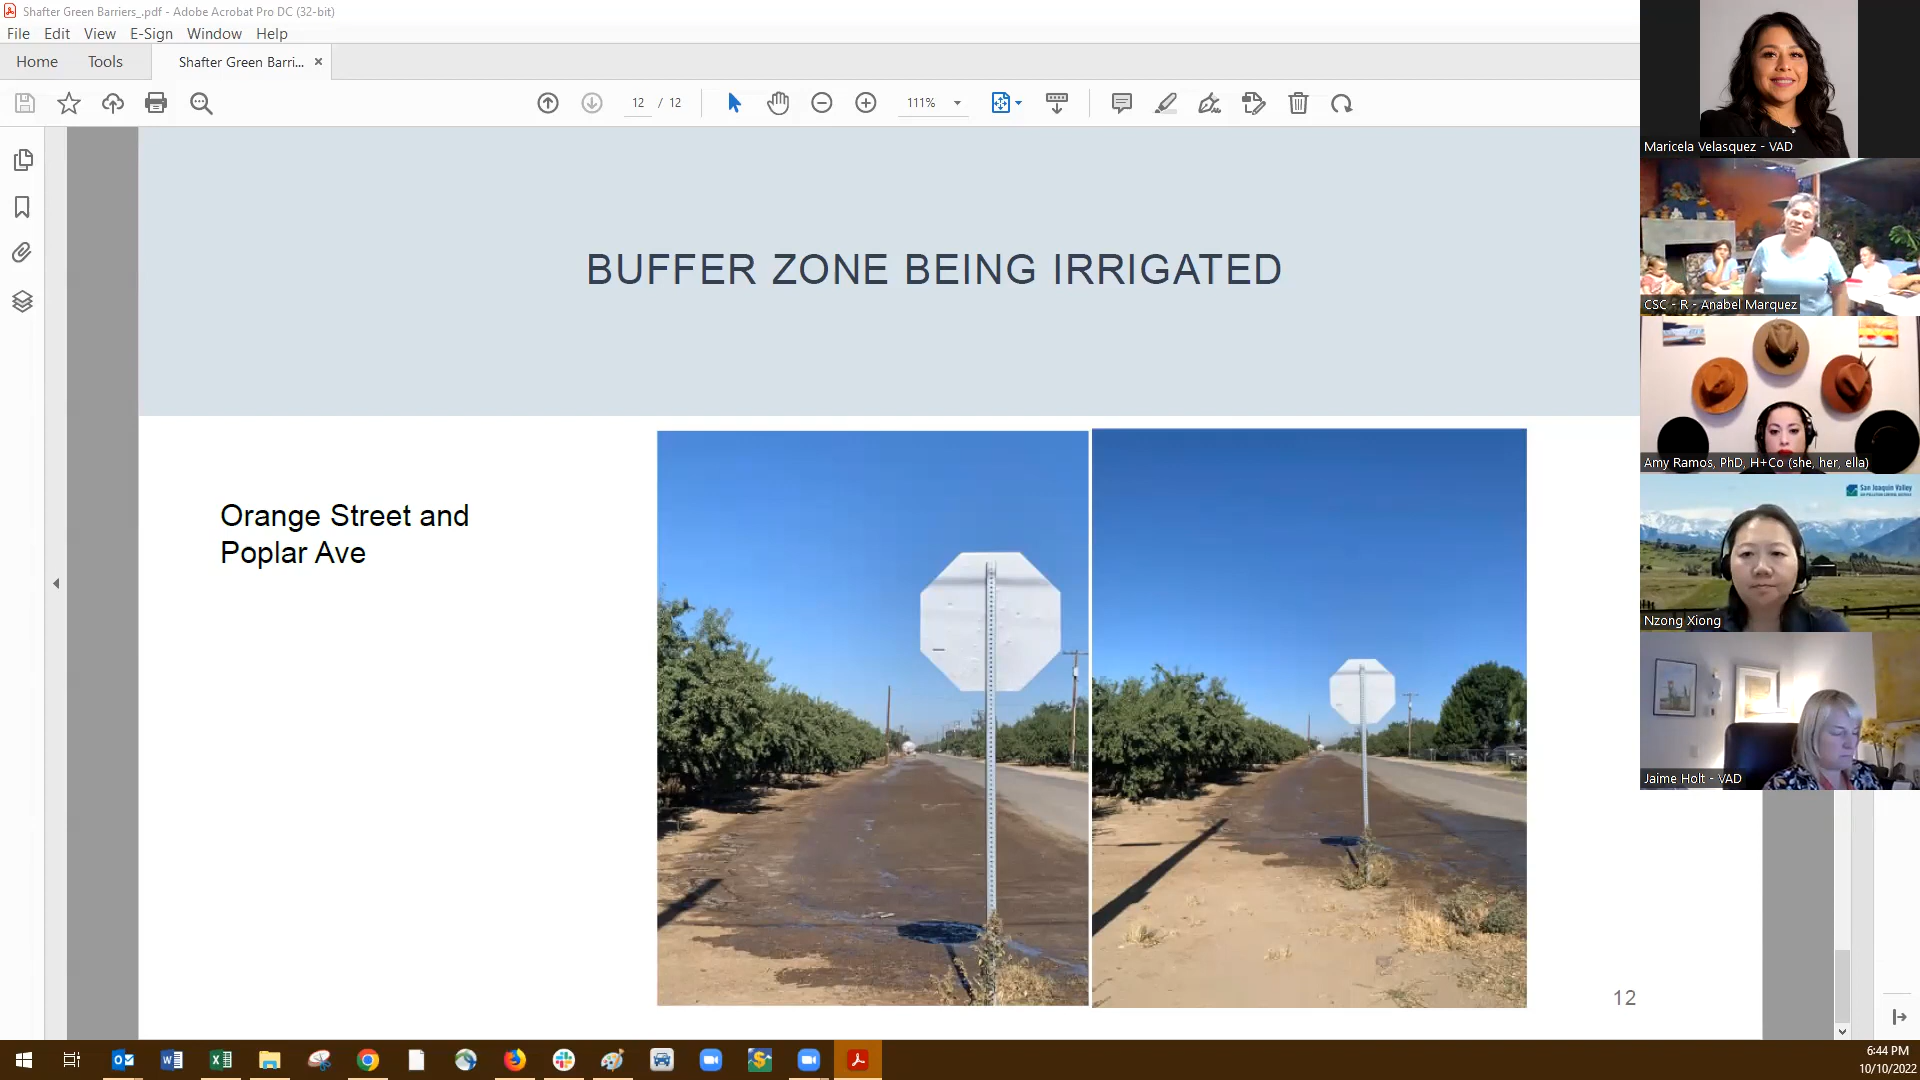 Shafter Green Barriers_.pdf - Adobe Acrobat Pro DC (32-bit)
File Edit View E-Sign Window Help
Home Tools Shafter Green Barri... ×
12 / 12 111%
BUFFER ZONE BEING IRRIGATED
Orange Street and
Poplar Ave
12
Maricela Velasquez - VAD
CSC - R - Anabel Marquez
Amy Ramos, PhD, H+Co (she, her, ella)
San Joaquin Valley
AIR POLLUTION CONTROL DISTRICT
Nzong Xiong
Jaime Holt - VAD
6:44 PM
10/10/2022